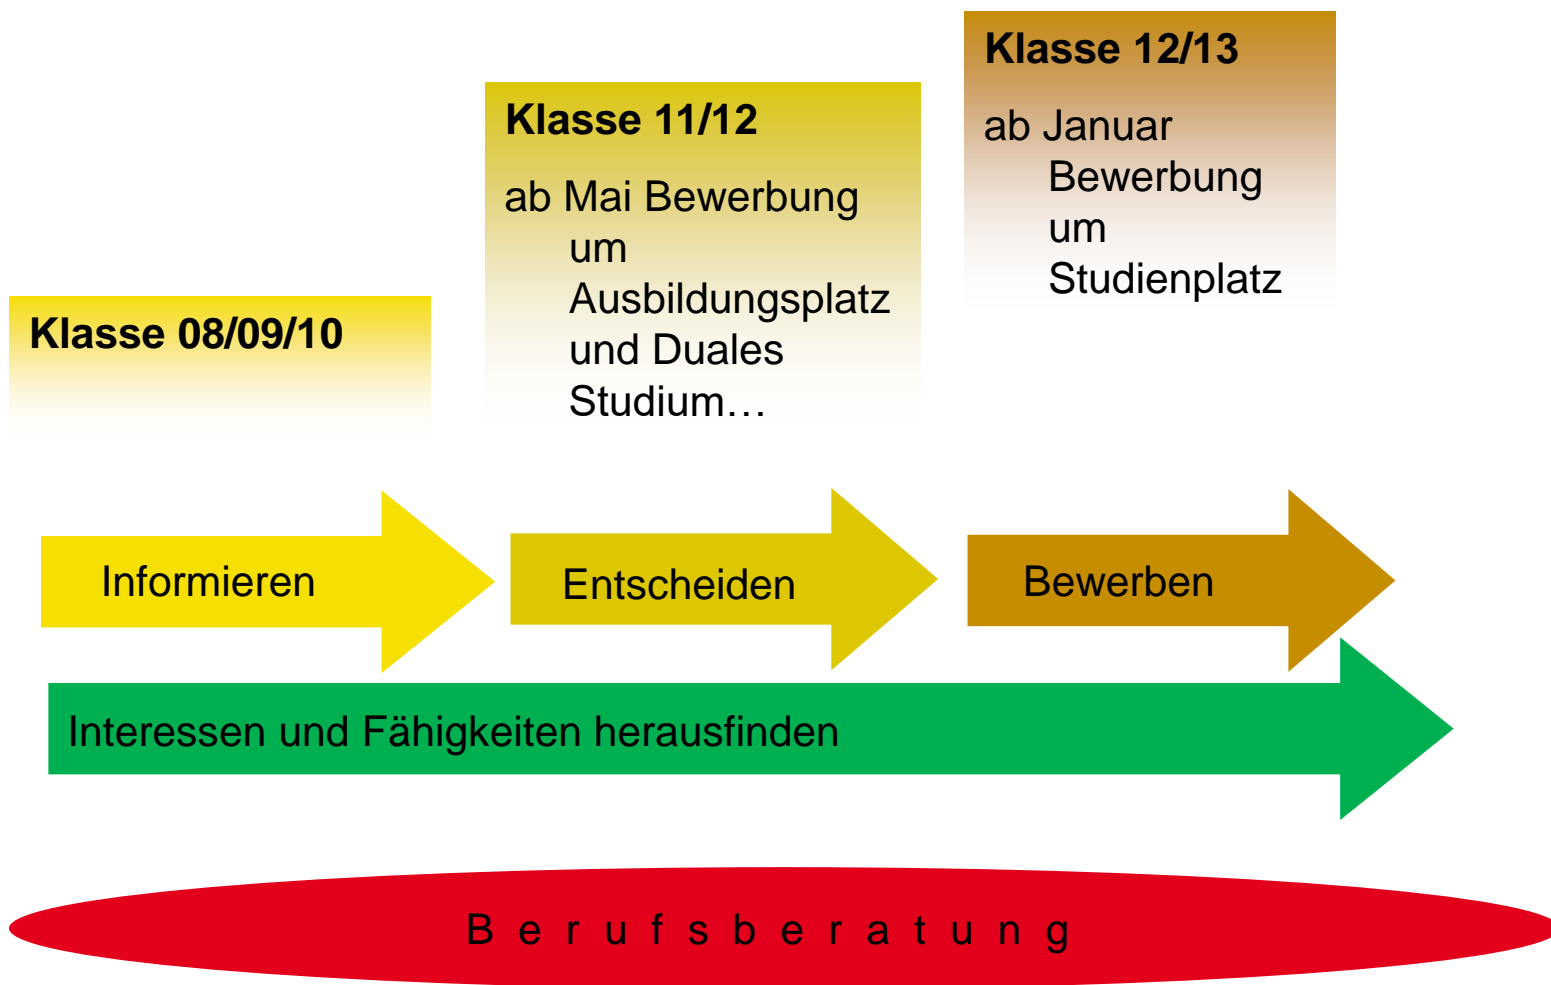 Klasse 08/09/10
Klasse 11/12
ab Mai Bewerbung
um
Ausbildungsplatz
und Duales
Studium…
Klasse 12/13
ab Januar
Bewerbung
um
Studienplatz
Informieren
Entscheiden
Bewerben
Interessen und Fähigkeiten herausfinden
B e r u f s b e r a t u n g